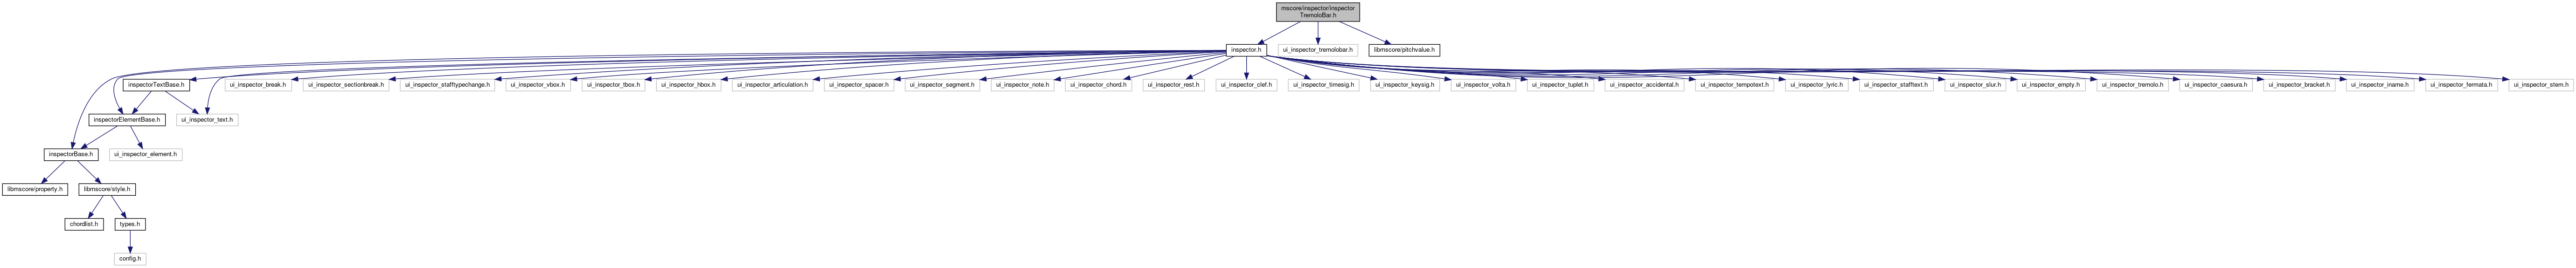 mscore/inspector/inspector
TremoloBar.h
inspector.h
ui_inspector_tremolobar.h
libmscore/pitchvalue.h
inspectorTextBase.h
ui_inspector_break.h
ui_inspector_sectionbreak.h
ui_inspector_stafftypechange.h
ui_inspector_vbox.h
ui_inspector_tbox.h
ui_inspector_hbox.h
ui_inspector_articulation.h
ui_inspector_spacer.h
ui_inspector_segment.h
ui_inspector_note.h
ui_inspector_chord.h
ui_inspector_rest.h
ui_inspector_clef.h
ui_inspector_timesig.h
ui_inspector_keysig.h
ui_inspector_volta.h
ui_inspector_tuplet.h
ui_inspector_accidental.h
ui_inspector_tempotext.h
ui_inspector_lyric.h
ui_inspector_stafftext.h
ui_inspector_slur.h
ui_inspector_empty.h
ui_inspector_tremolo.h
ui_inspector_caesura.h
ui_inspector_bracket.h
ui_inspector_iname.h
ui_inspector_fermata.h
ui_inspector_stem.h
inspectorElementBase.h
ui_inspector_text.h
inspectorBase.h
ui_inspector_element.h
libmscore/property.h
libmscore/style.h
chordlist.h
types.h
config.h